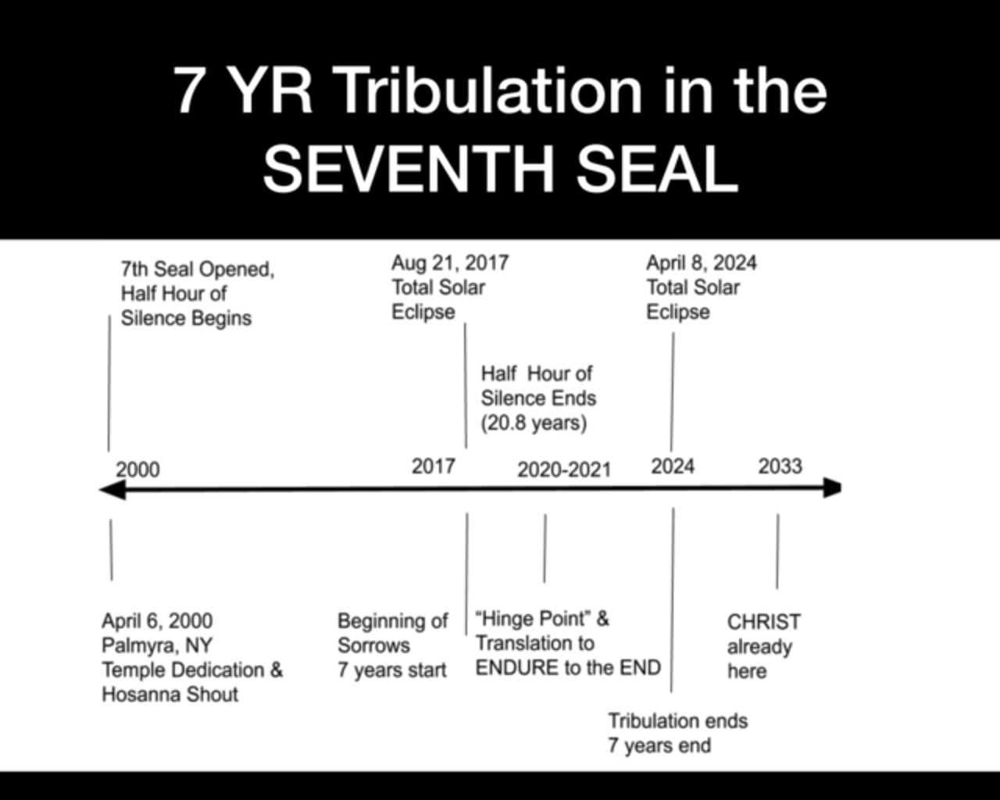 7 YR Tribulation in the
SEVENTH SEAL
7th Seal Opened,
Half Hour of
Silence Begins
Aug 21, 2017
Total Solar
Eclipse
April 8, 2024
Total Solar
Eclipse
Half Hour of
Silence Ends
(20.8 years)
2000
2017
2020-2021
2024
2033
April 6, 2000
Palmyra, NY
Temple Dedication &
Hosanna Shout
Beginning of
Sorrows
7 years start
“Hinge Point” &
Translation to
ENDURE to the END
CHRIST
already
here
Tribulation ends
7 years end